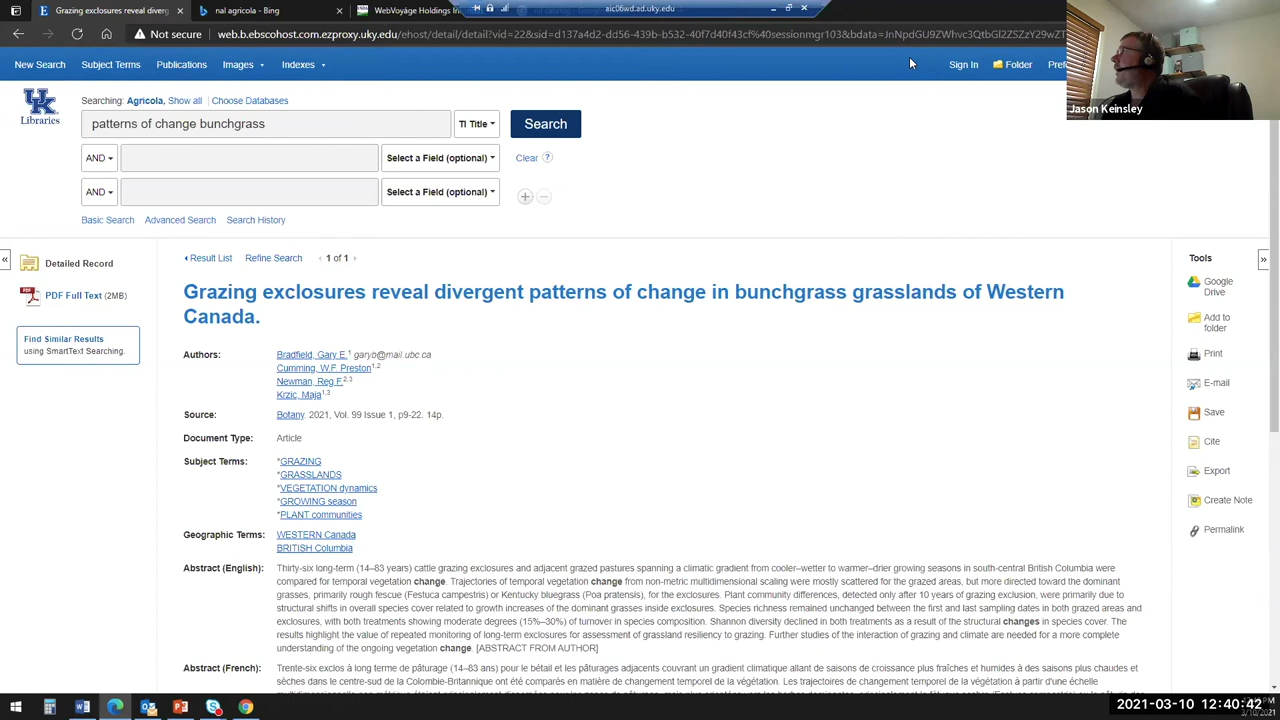 Grazing exclosures reveal diverg
nal agricola - Bing
WebVoyáge Holdings In
aic06wd.ad.uky.edu
Not secure
web.b.ebscohost.com.ezproxy.uky.edu/ehost/detail/detail?vid=22&sid=d137a4d2-dd56-439b-b532-40f7d40f43cf%40sessionmgr103&bdata=JnNpdGU9ZWhvc3QtbGl2ZSZzY29wZT
New Search
Subject Terms
Publications
Images
Indexes
Sign In
Folder
Pref
Jason Keinsley
UK
Libraries
Searching: Agricola, Show all | Choose Databases
patterns of change bunchgrass
TI Title
Search
AND
Select a Field (optional)
Clear ?
AND
Select a Field (optional)
Basic Search Advanced Search Search History
Detailed Record
PDF Full Text (2MB)
Find Similar Results
using SmartText Searching.
Result List Refine Search 1 of 1
Grazing exclosures reveal divergent patterns of change in bunchgrass grasslands of Western
Canada.
Authors: Bradfield, Gary E.1 garyb@mail.ubc.ca
Cumming, W.F. Preston1,2
Newman, Reg F.2,3
Krzic, Maja1,3
Source: Botany. 2021, Vol. 99 Issue 1, p9-22. 14p.
Document Type: Article
Subject Terms: *GRAZING
*GRASSLANDS
*VEGETATION dynamics
*GROWING season
*PLANT communities
Geographic Terms: WESTERN Canada
BRITISH Columbia
Abstract (English): Thirty-six long-term (14–83 years) cattle grazing exclosures and adjacent grazed pastures spanning a climatic gradient from cooler–wetter to warmer–drier growing seasons in south-central British Columbia were
compared for temporal vegetation change. Trajectories of temporal vegetation change from non-metric multidimensional scaling were mostly scattered for the grazed areas, but more directed toward the dominant
grasses, primarily rough fescue (Festuca campestris) or Kentucky bluegrass (Poa pratensis), for the exclosures. Plant community differences, detected only after 10 years of grazing exclusion, were primarily due to
structural shifts in overall species cover related to growth increases of the dominant grasses inside exclosures. Species richness remained unchanged between the first and last sampling dates in both grazed areas and
exclosures, with both treatments showing moderate degrees (15%–30%) of turnover in species composition. Shannon diversity declined in both treatments as a result of the structural changes in species cover. The
results highlight the value of repeated monitoring of long-term exclosures for assessment of grassland resiliency to grazing. Further studies of the interaction of grazing and climate are needed for a more complete
understanding of the ongoing vegetation change. [ABSTRACT FROM AUTHOR]
Abstract (French): Trente-six exclos à long terme de pâturage (14–83 ans) pour le bétail et les pâturages adjacents couvrant un gradient climatique allant de saisons de croissance plus fraîches et humides à des saisons plus chaudes et
sèches dans le centre-sud de la Colombie-Britannique ont été comparés en matière de changement temporel de la végétation. Les trajectoires de changement temporel de la végétation à partir d'une échelle
Tools
Google
Drive
Add to
folder
Print
E-mail
Save
Cite
Export
Create Note
Permalink
2021-03-10 12:40:42
3/10/2021